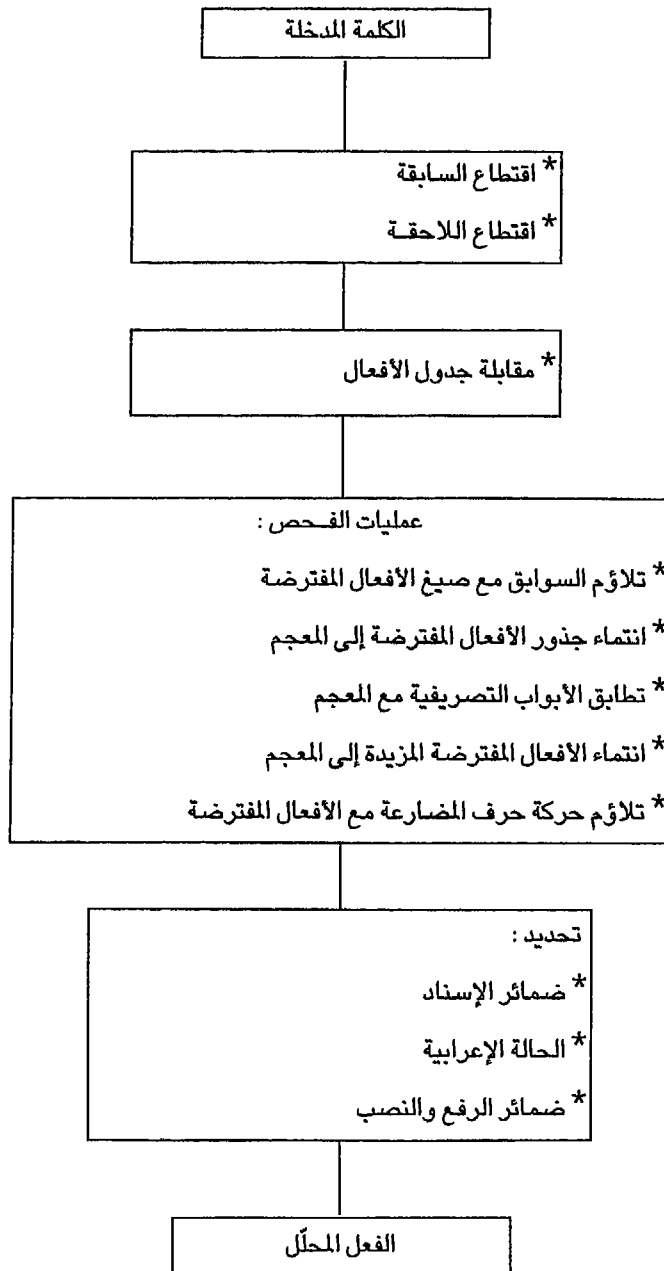 الكلمة المدخلة
* اقتطاع السابقة
* اقتطاع اللاحقـة
* مقابلة جدول الأفعال
عمليات الفـحص :
* تلاؤم السوابق مع صيغ الأفعال المفترضة
* انتماء جذور الأفعال المفترضة إلى المعجم
* تطابق الأبواب التصريفية مع المعجم
* انتماء الأفعال المفترضة المزيدة إلى المعجم
* تلاؤم حركة حرف المضارعة مع الأفعال المفترضة
تحديد :
* ضمائر الإسناد
* الحالة الإعرابية
* ضمائر الرفع والنصب
الفعل المحلّل